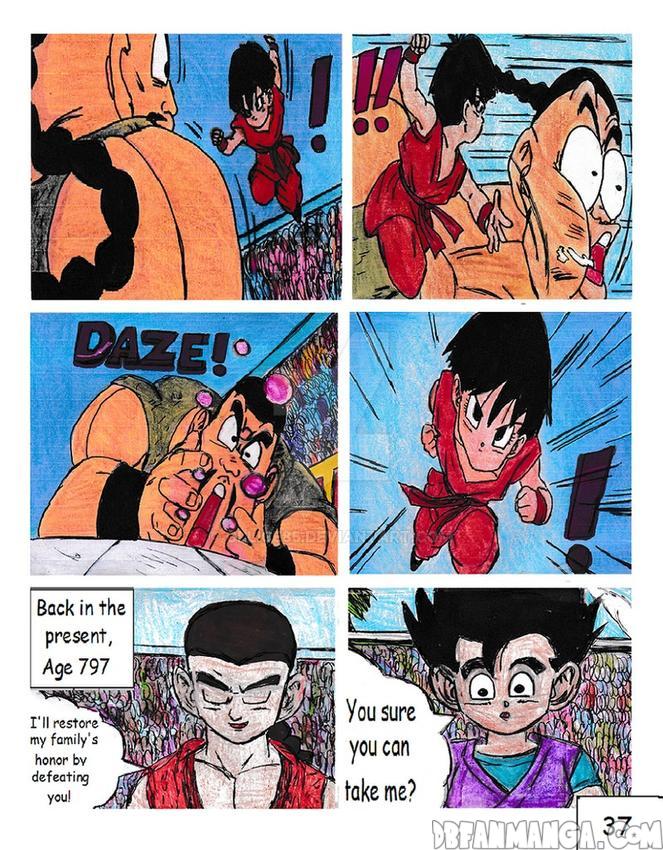 !
!!
DAZE!
!
Back in the
present,
Age 797
I'll restore
my family's
honor by
defeating
you!
You sure
you can
take me?
37
DBFANMANGA.COM